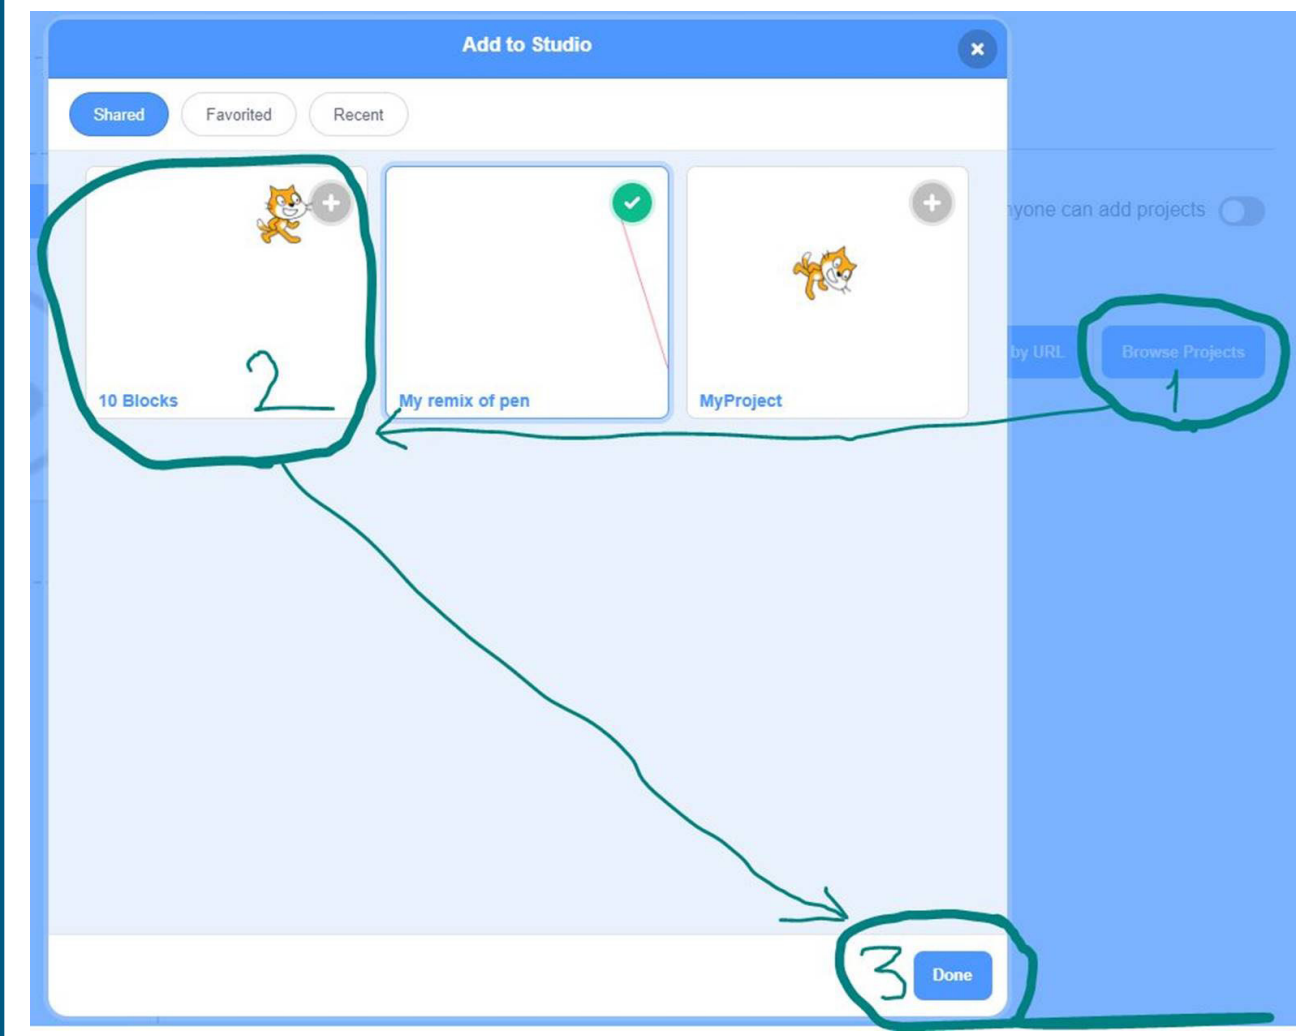 Add to Studio
Shared Favorited Recent
nyone can add projects
by URL Browse Projects
1
2
10 Blocks My remix of pen MyProject
3 Done